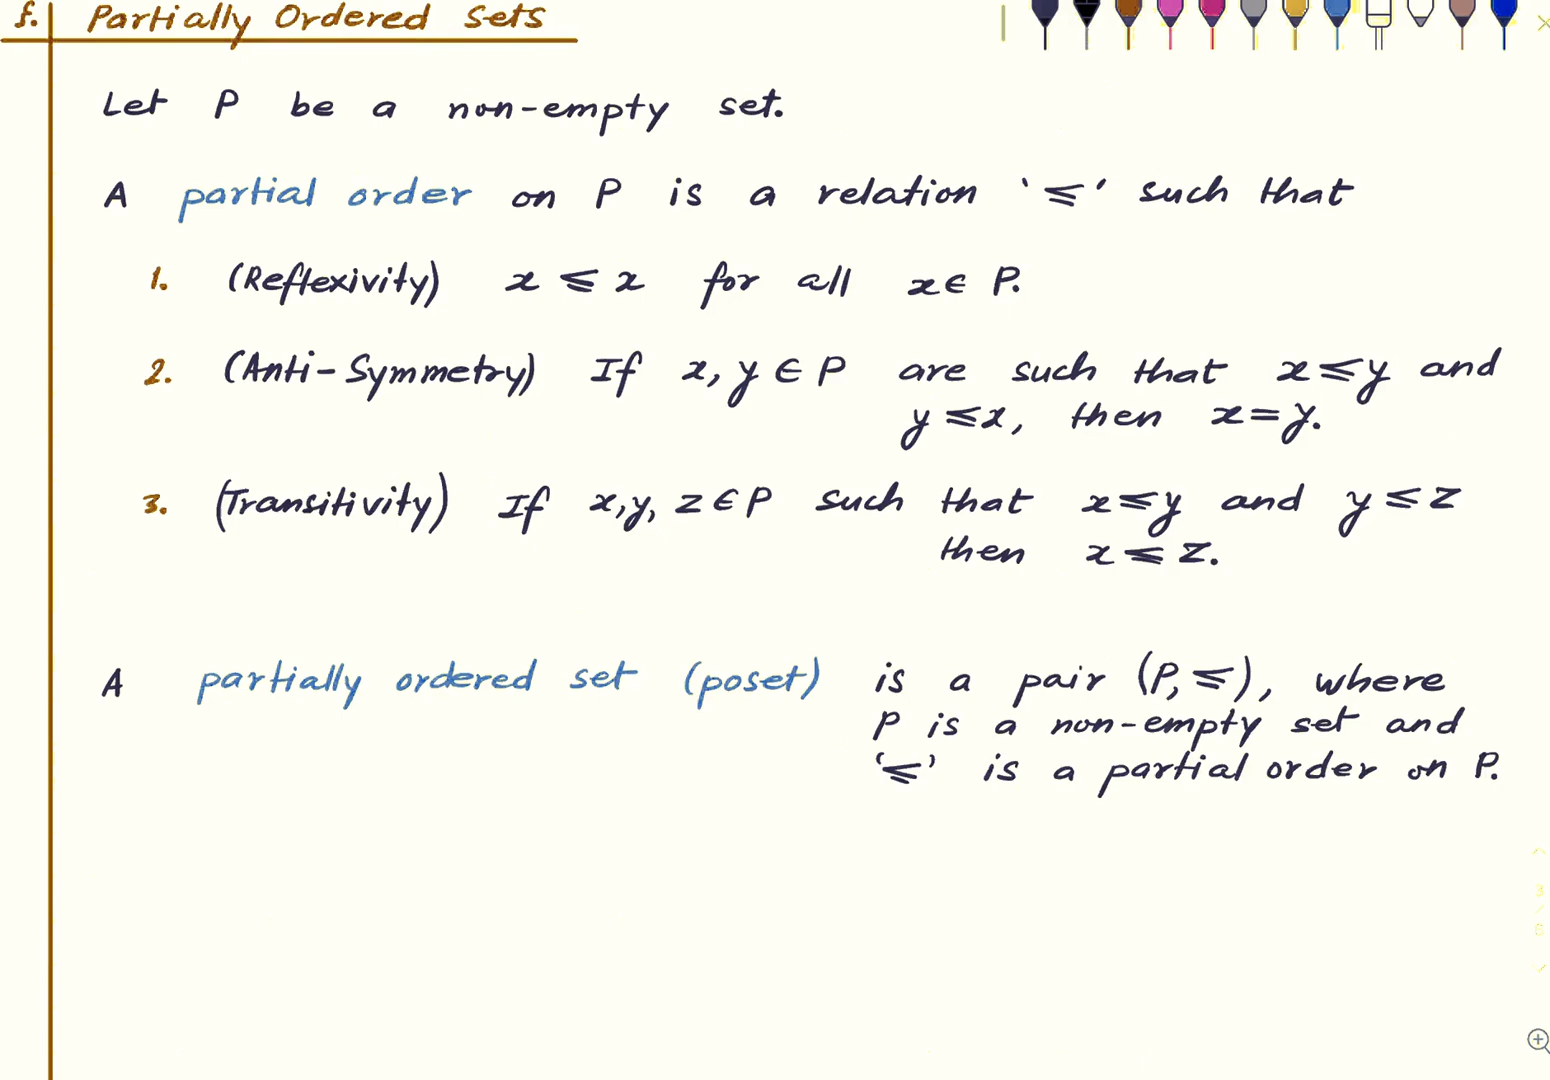 f. Partially Ordered Sets
Let P be a non-empty set.
A partial order on P is a relation '⩽' such that
1. (Reflexivity) x ⩽ x for all x ∈ P.
2. (Anti-Symmetry) If x, y ∈ P are such that x ⩽ y and
y ⩽ x, then x = y.
3. (Transitivity) If x, y, z ∈ P such that x ⩽ y and y ⩽ z
then x ⩽ z.
A partially ordered set (poset) is a pair (P, ⩽), where
P is a non-empty set and
'⩽' is a partial order on P.